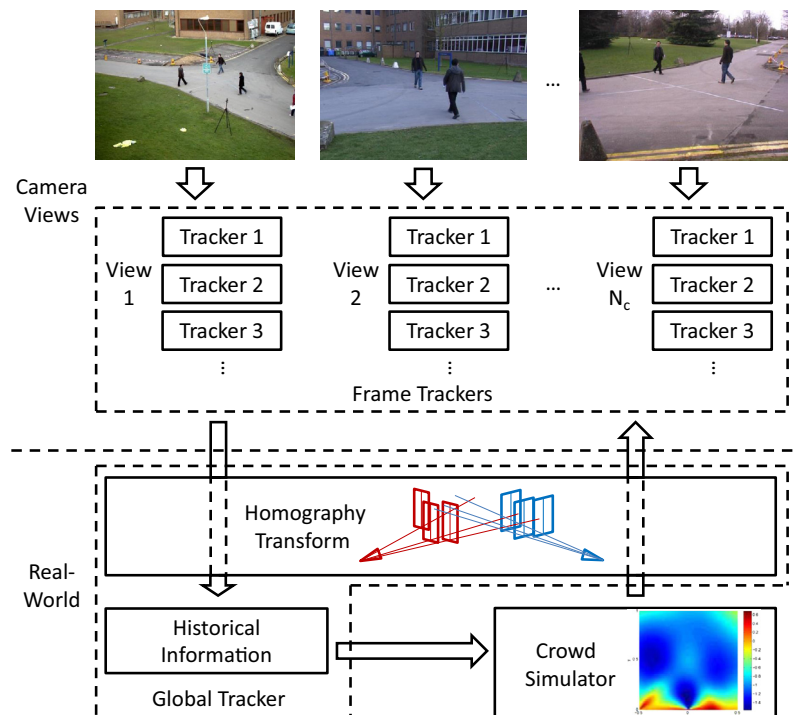 ...
Camera
Views
Tracker 1
Tracker 1
Tracker 1
View
1
Tracker 2
View
2
Tracker 2
...
View
Nc
Tracker 2
Tracker 3
Tracker 3
Tracker 3
...
...
...
Frame Trackers
Homography
Transform
Real-
World
Historical
Information
Crowd
Simulator
Global Tracker